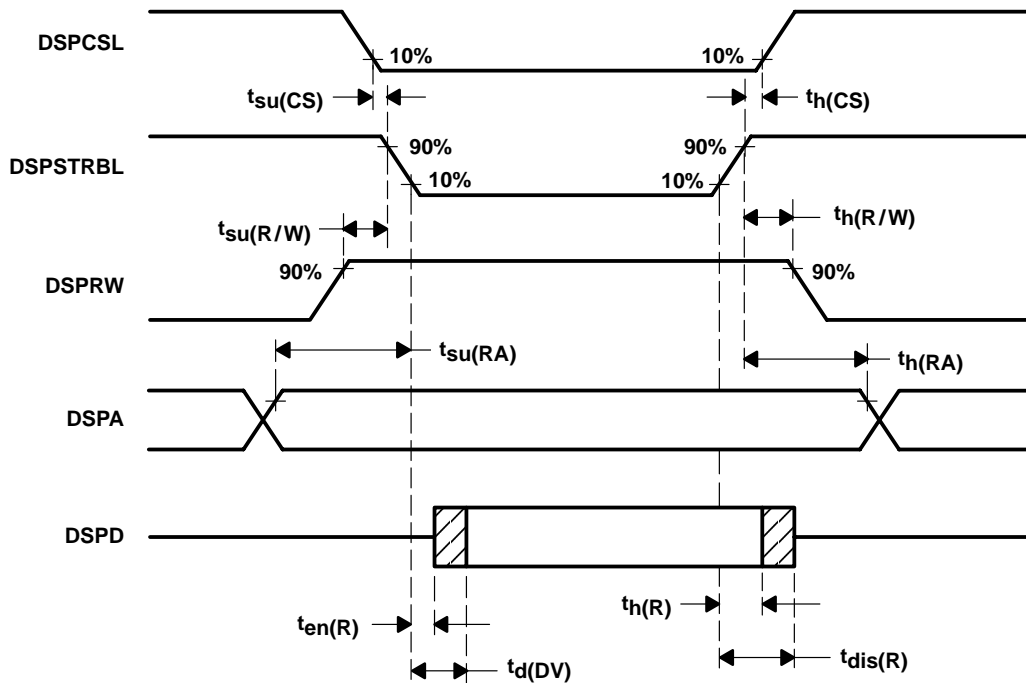 DSPCSL
10%
10%
tsu(CS)
th(CS)
DSPSTRBL
90%
90%
10%
10%
tsu(R/W)
th(R/W)
DSPRW
90%
90%
tsu(RA)
th(RA)
DSPA
DSPD
ten(R)
th(R)
td(DV)
tdis(R)